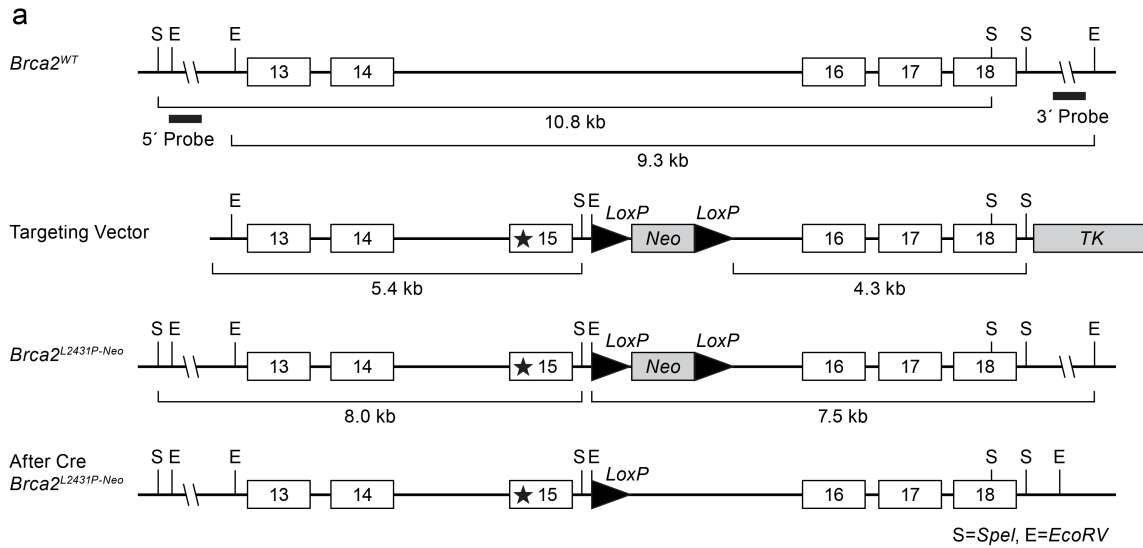 a
S E E S S E
Brca2WT 13 14 16 17 18
10.8 kb
5´ Probe 3´ Probe
9.3 kb
E S E LoxP LoxP S S
Targeting Vector 13 14 ★ 15 Neo 16 17 18 TK
5.4 kb 4.3 kb
S E E S E LoxP LoxP S S E
Brca2L2431P-Neo 13 14 ★ 15 Neo 16 17 18
8.0 kb 7.5 kb
After Cre
S E E S E LoxP S S E
Brca2L2431P-Neo 13 14 ★ 15 16 17 18
S=SpeI, E=EcoRV